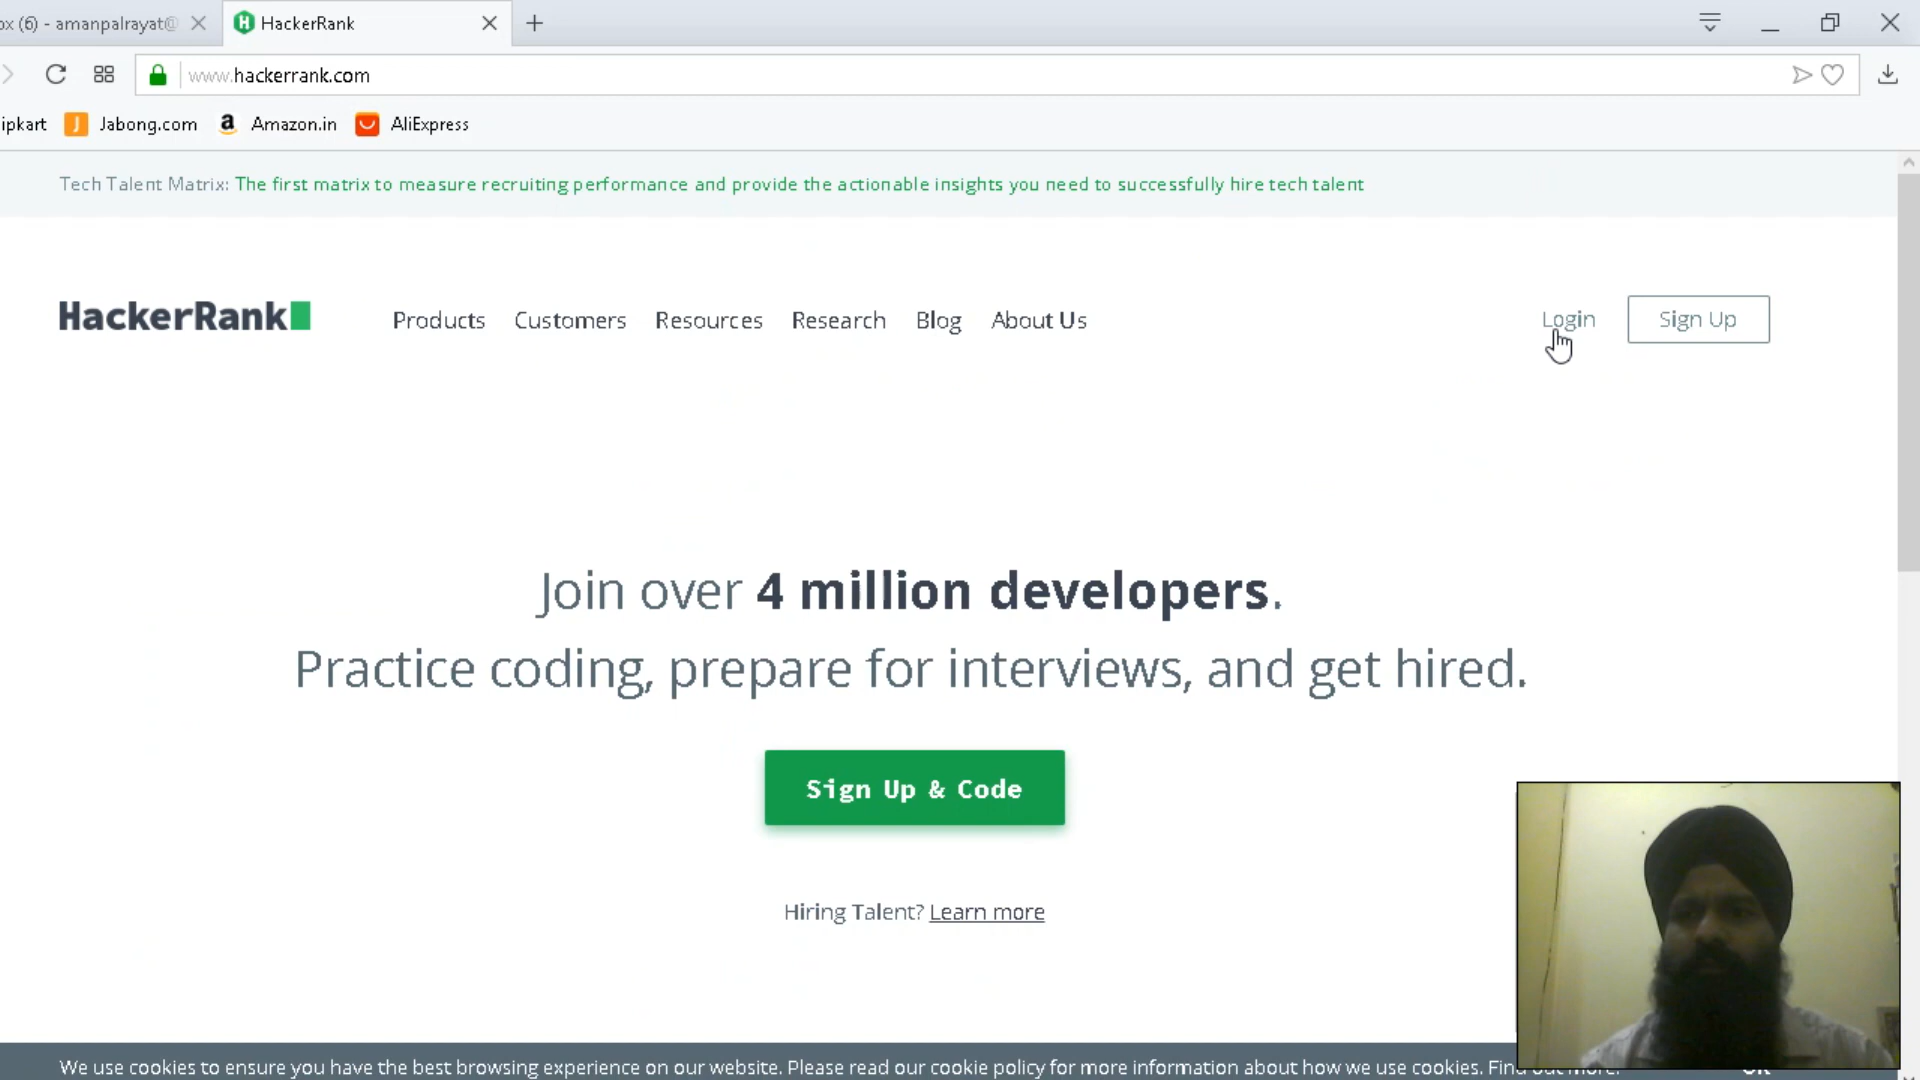 ox (6) - amanpalrayat@
HackerRank
www.hackerrank.com
ipkart
Jabong.com
Amazon.in
AliExpress
Tech Talent Matrix: The first matrix to measure recruiting performance and provide the actionable insights you need to successfully hire tech talent
HackerRank
Products
Customers
Resources
Research
Blog
About Us
Login
Sign Up
Join over 4 million developers.
Practice coding, prepare for interviews, and get hired.
Sign Up & Code
Hiring Talent? Learn more
We use cookies to ensure you have the best browsing experience on our website. Please read our cookie policy for more information about how we use cookies. Find out more.
OK